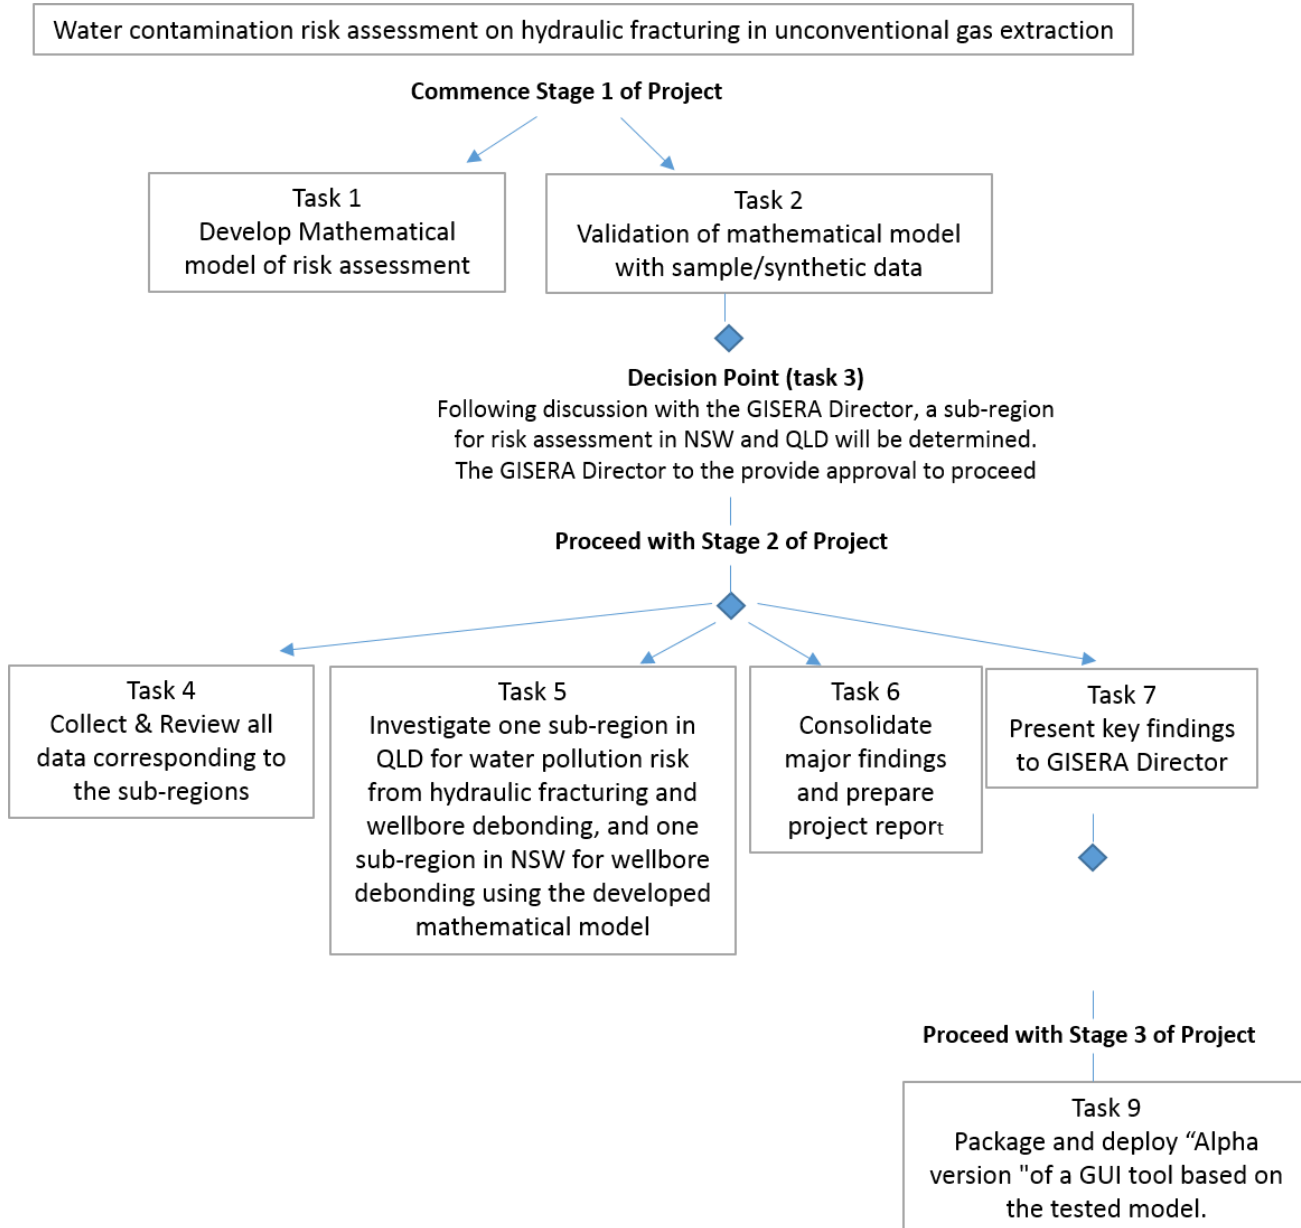 Water contamination risk assessment on hydraulic fracturing in unconventional gas extraction
Commence Stage 1 of Project
Task 1
Develop Mathematical
model of risk assessment
Task 2
Validation of mathematical model
with sample/synthetic data
Decision Point (task 3)
Following discussion with the GISERA Director, a sub-region
for risk assessment in NSW and QLD will be determined.
The GISERA Director to the provide approval to proceed
Proceed with Stage 2 of Project
Task 4
Collect & Review all
data corresponding to
the sub-regions
Task 5
Investigate one sub-region in
QLD for water pollution risk
from hydraulic fracturing and
wellbore debonding, and one
sub-region in NSW for wellbore
debonding using the developed
mathematical model
Task 6
Consolidate
major findings
and prepare
project report
Task 7
Present key findings
to GISERA Director
Proceed with Stage 3 of Project
Task 9
Package and deploy “Alpha
version "of a GUI tool based on
the tested model.